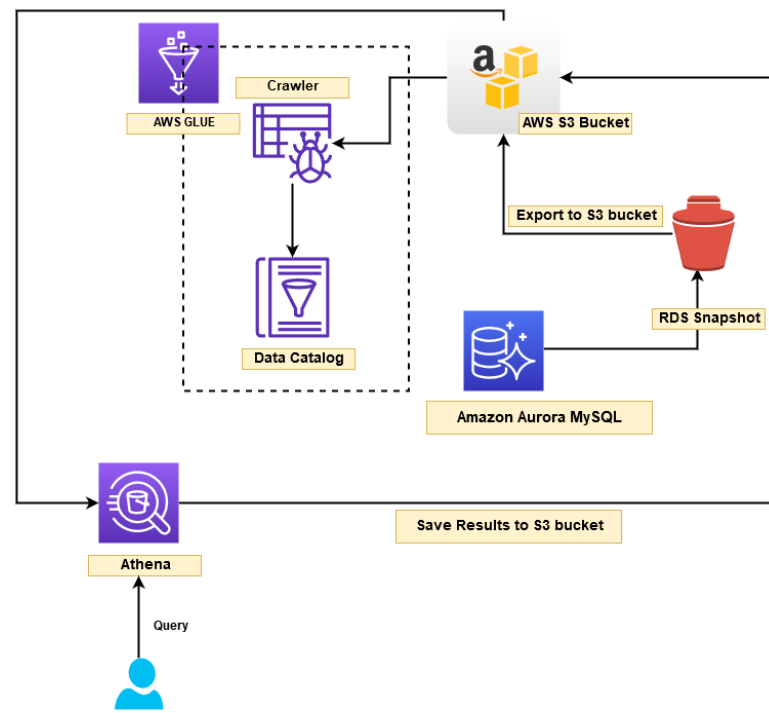 Crawler
AWS GLUE
a
AWS S3 Bucket
Export to S3 bucket
RDS Snapshot
Data Catalog
Amazon Aurora MySQL
Save Results to S3 bucket
Athena
Query